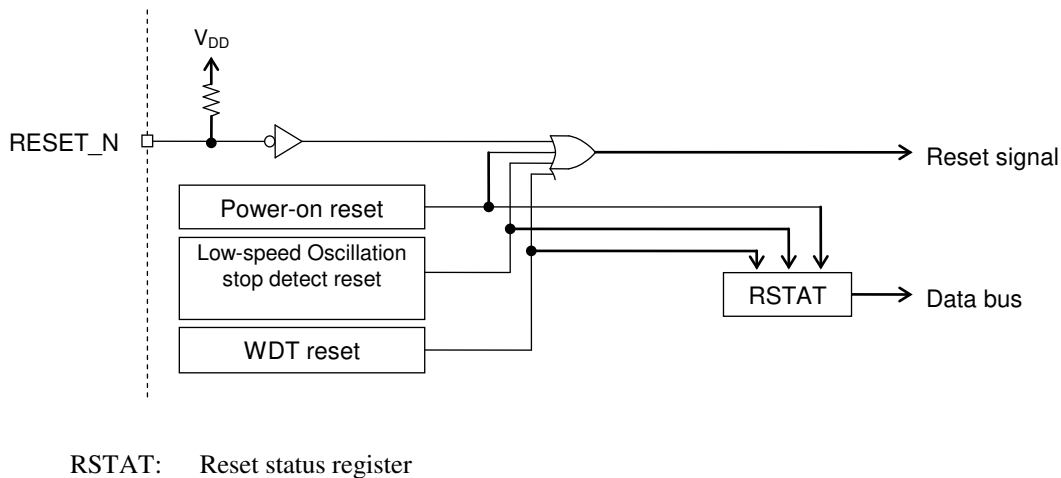 V_DD
RESET_N
Reset signal
Power-on reset
Low-speed Oscillation
stop detect reset
RSTAT
Data bus
WDT reset
RSTAT: Reset status register